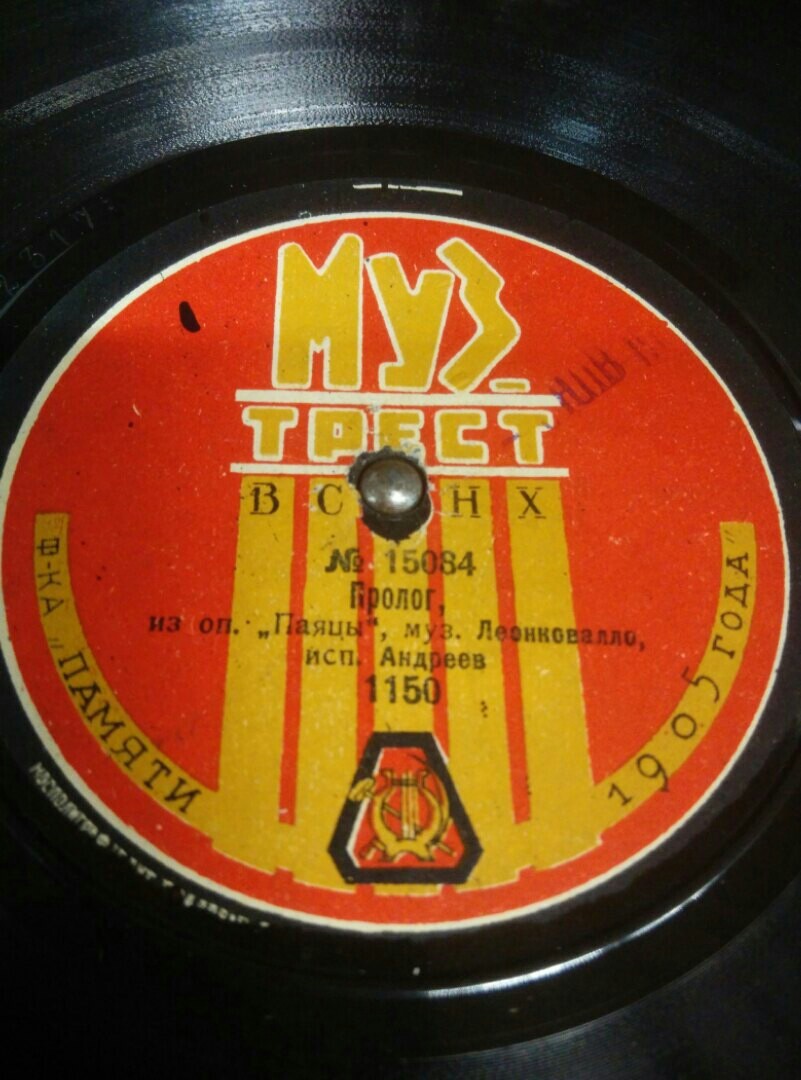 Муз
ТРЕСТ
ВСНХ
№ 15084
Пролог,
из оп. „Паяцы“, муз. Леонковалло,
исп. Андреев
1150
Ф-КА „ПАМЯТИ 1905 ГОДА“